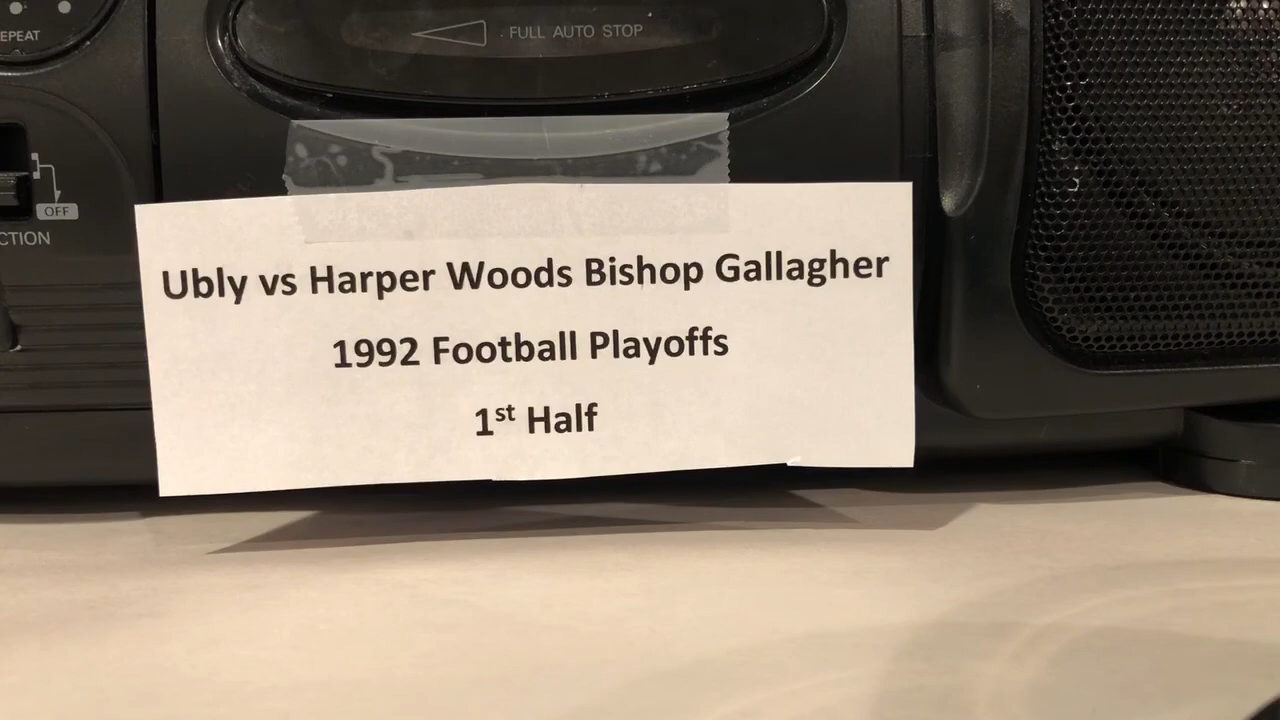 EPEAT
FULL AUTO STOP
OFF
CTION
Ubly vs Harper Woods Bishop Gallagher
1992 Football Playoffs
1st Half